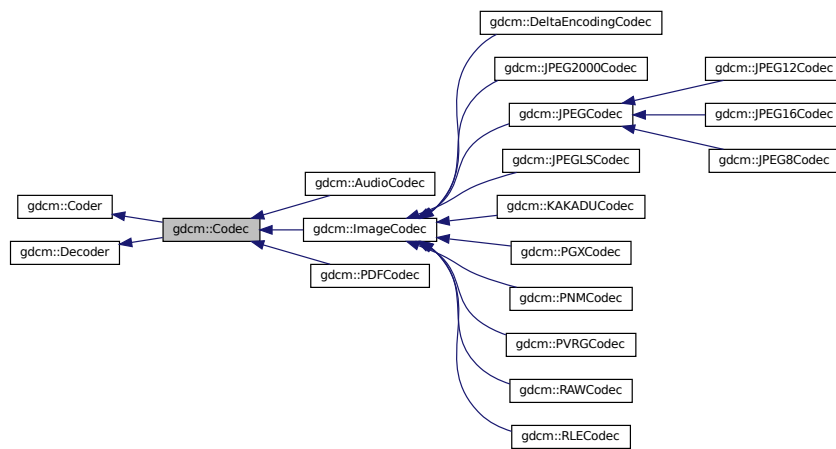 gdcm::DeltaEncodingCodec
gdcm::JPEG2000Codec
gdcm::JPEG12Codec
gdcm::JPEGCodec
gdcm::JPEG16Codec
gdcm::JPEGLSCodec
gdcm::JPEG8Codec
gdcm::AudioCodec
gdcm::Coder
gdcm::KAKADUCodec
gdcm::Codec
gdcm::ImageCodec
gdcm::Decoder
gdcm::PGXCodec
gdcm::PDFCodec
gdcm::PNMCodec
gdcm::PVRGCodec
gdcm::RAWCodec
gdcm::RLECodec